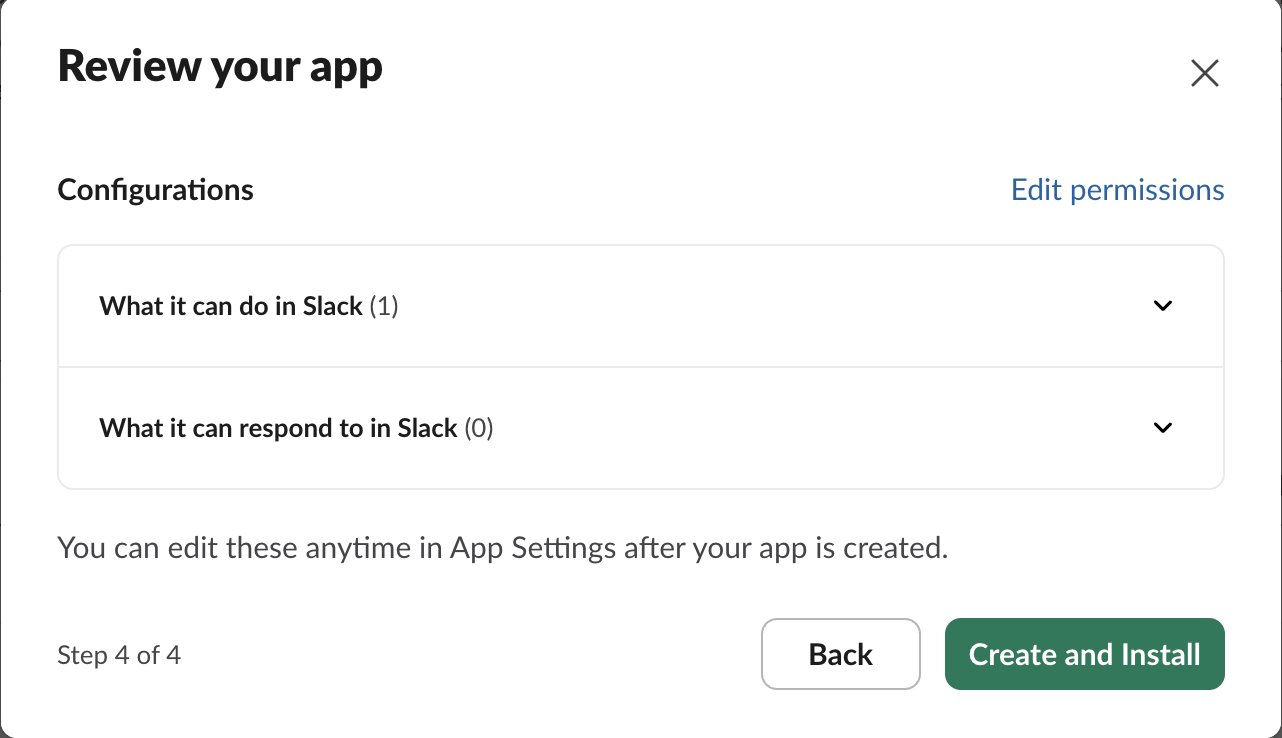 Review your app
Configurations
Edit permissions
What it can do in Slack (1)
What it can respond to in Slack (0)
You can edit these anytime in App Settings after your app is created.
Step 4 of 4
Back
Create and Install